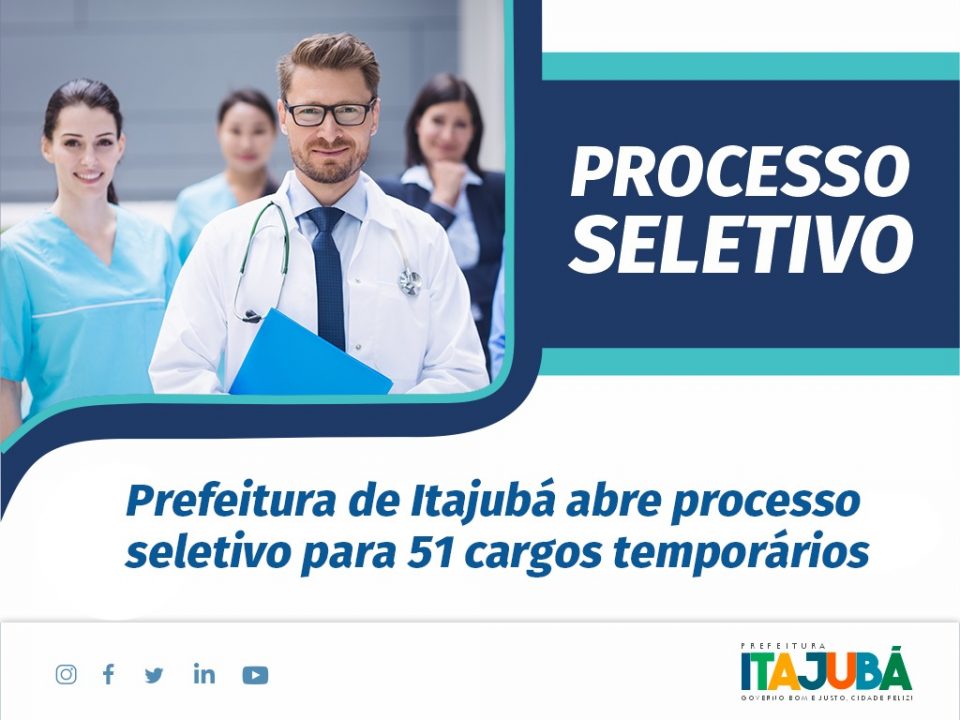 PROCESSO
SELETIVO
Prefeitura de Itajubá abre processo
seletivo para 51 cargos temporários
PREFEITURA
ITAJUBÁ
GOVERNO BOM E JUSTO, CIDADE FELIZ!